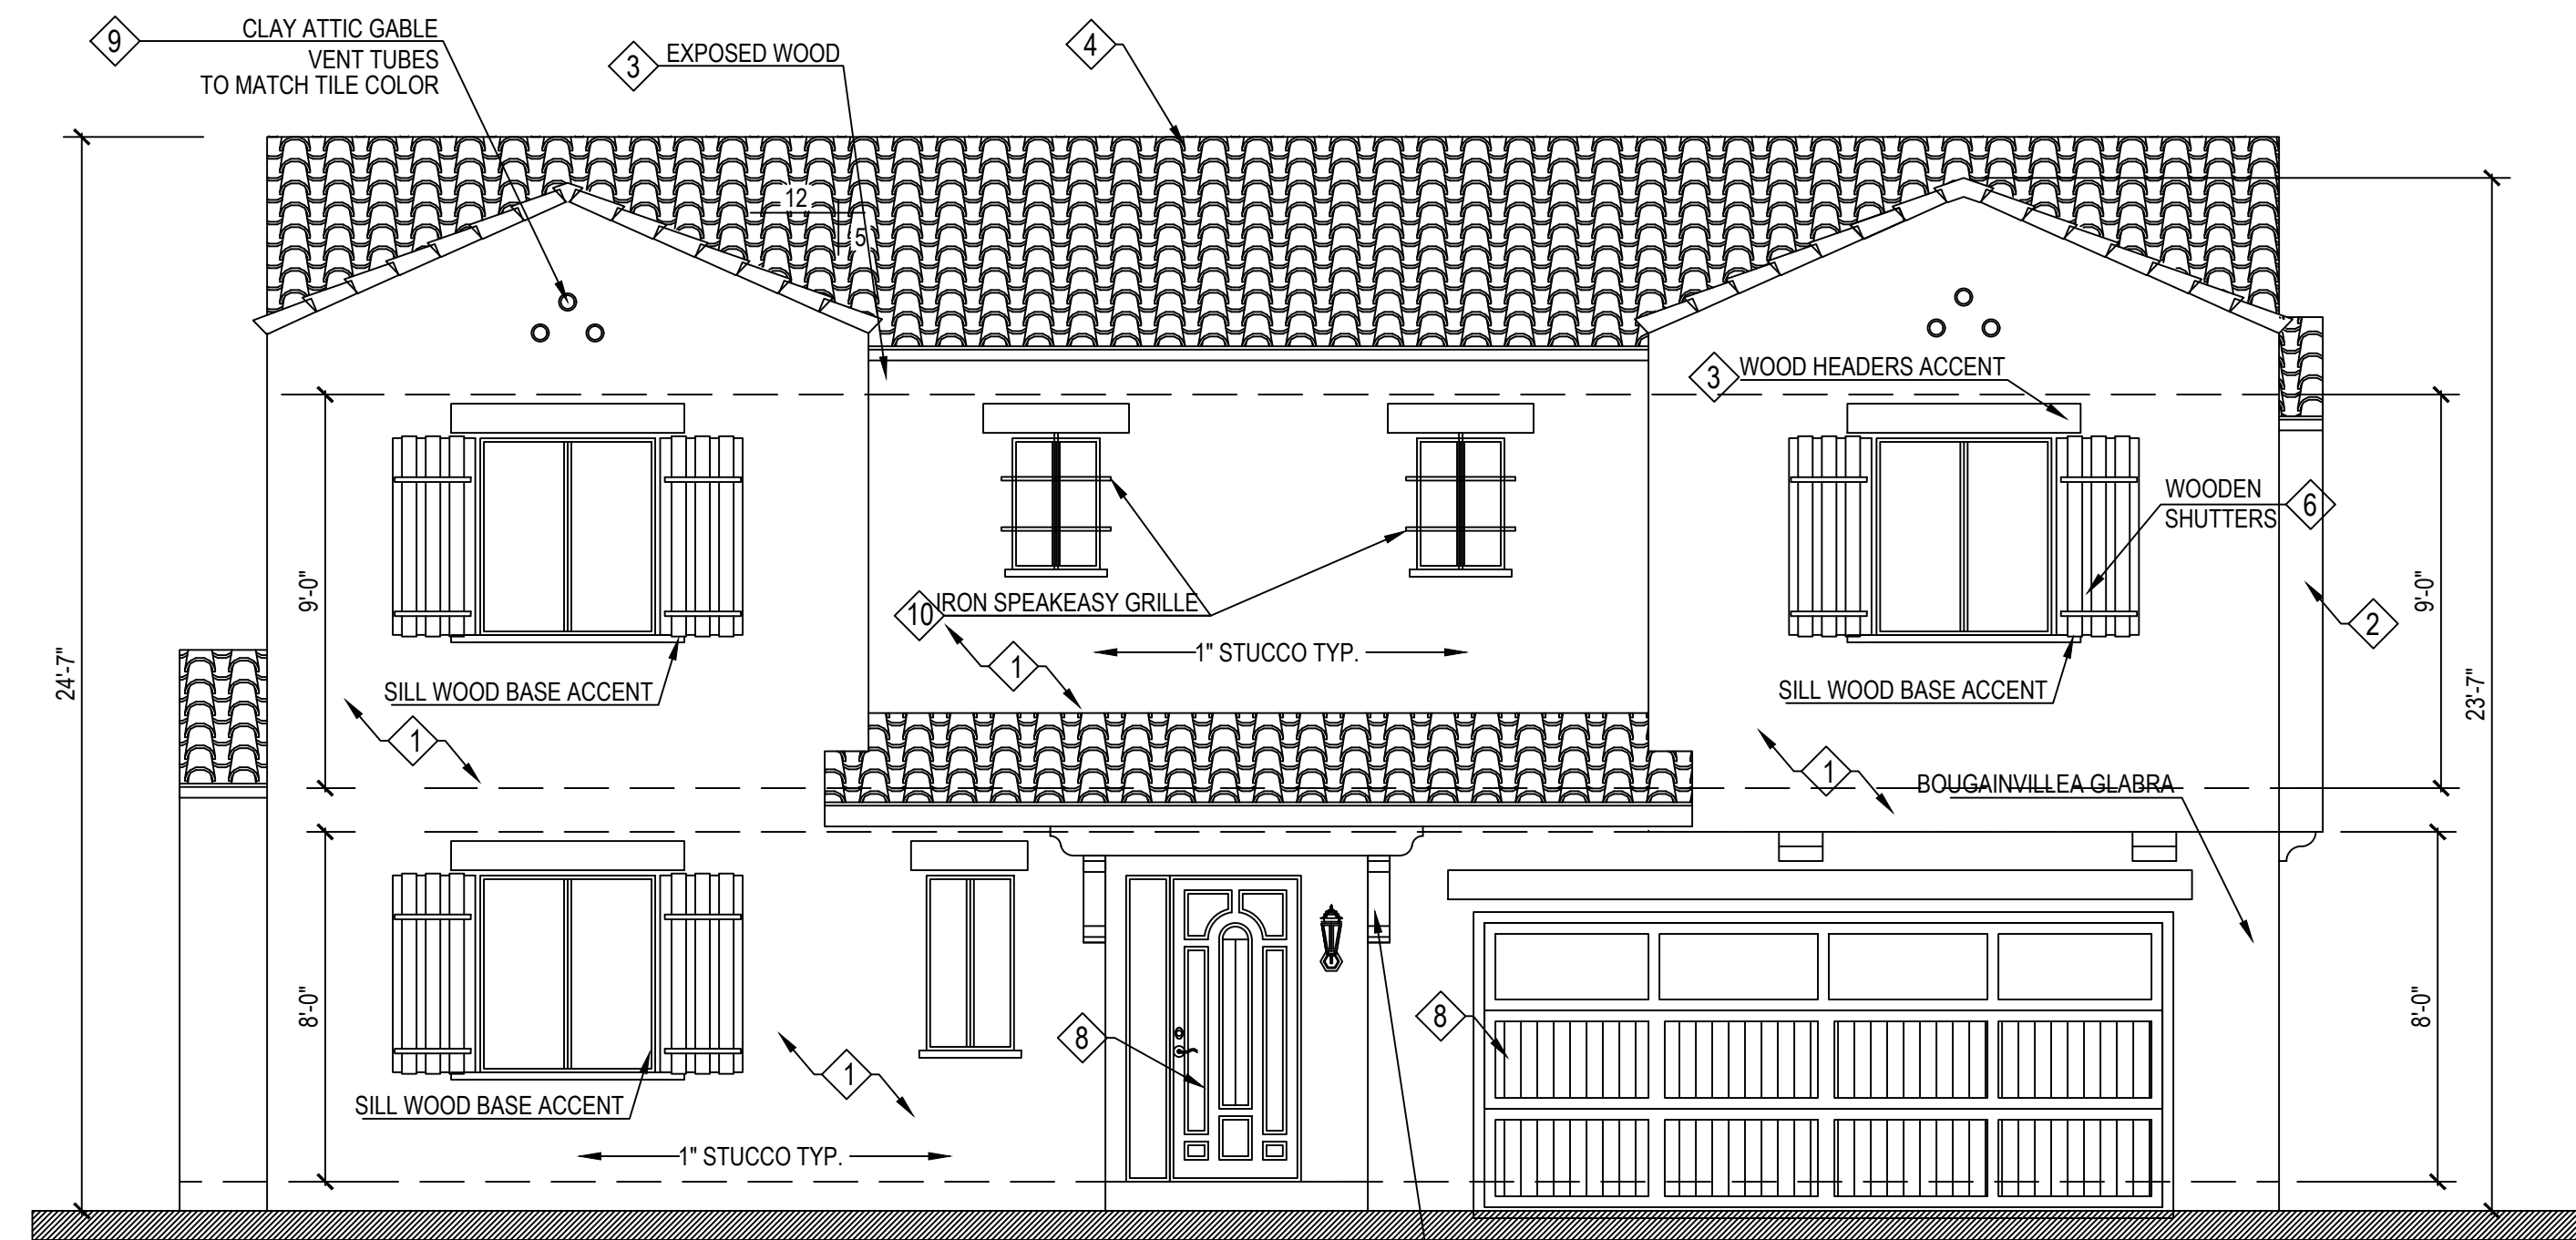 9
CLAY ATTIC GABLE
VENT TUBES
TO MATCH TILE COLOR
3
EXPOSED WOOD
4
12
5
3
WOOD HEADERS ACCENT
WOODEN
SHUTTERS
6
9'-0"
9'-0"
10
IRON SPEAKEASY GRILLE
2
1
1" STUCCO TYP.
24'-7"
23'-7"
SILL WOOD BASE ACCENT
SILL WOOD BASE ACCENT
1
1
BOUGAINVILLEA GLABRA
8'-0"
8'-0"
8
8
1
SILL WOOD BASE ACCENT
1" STUCCO TYP.